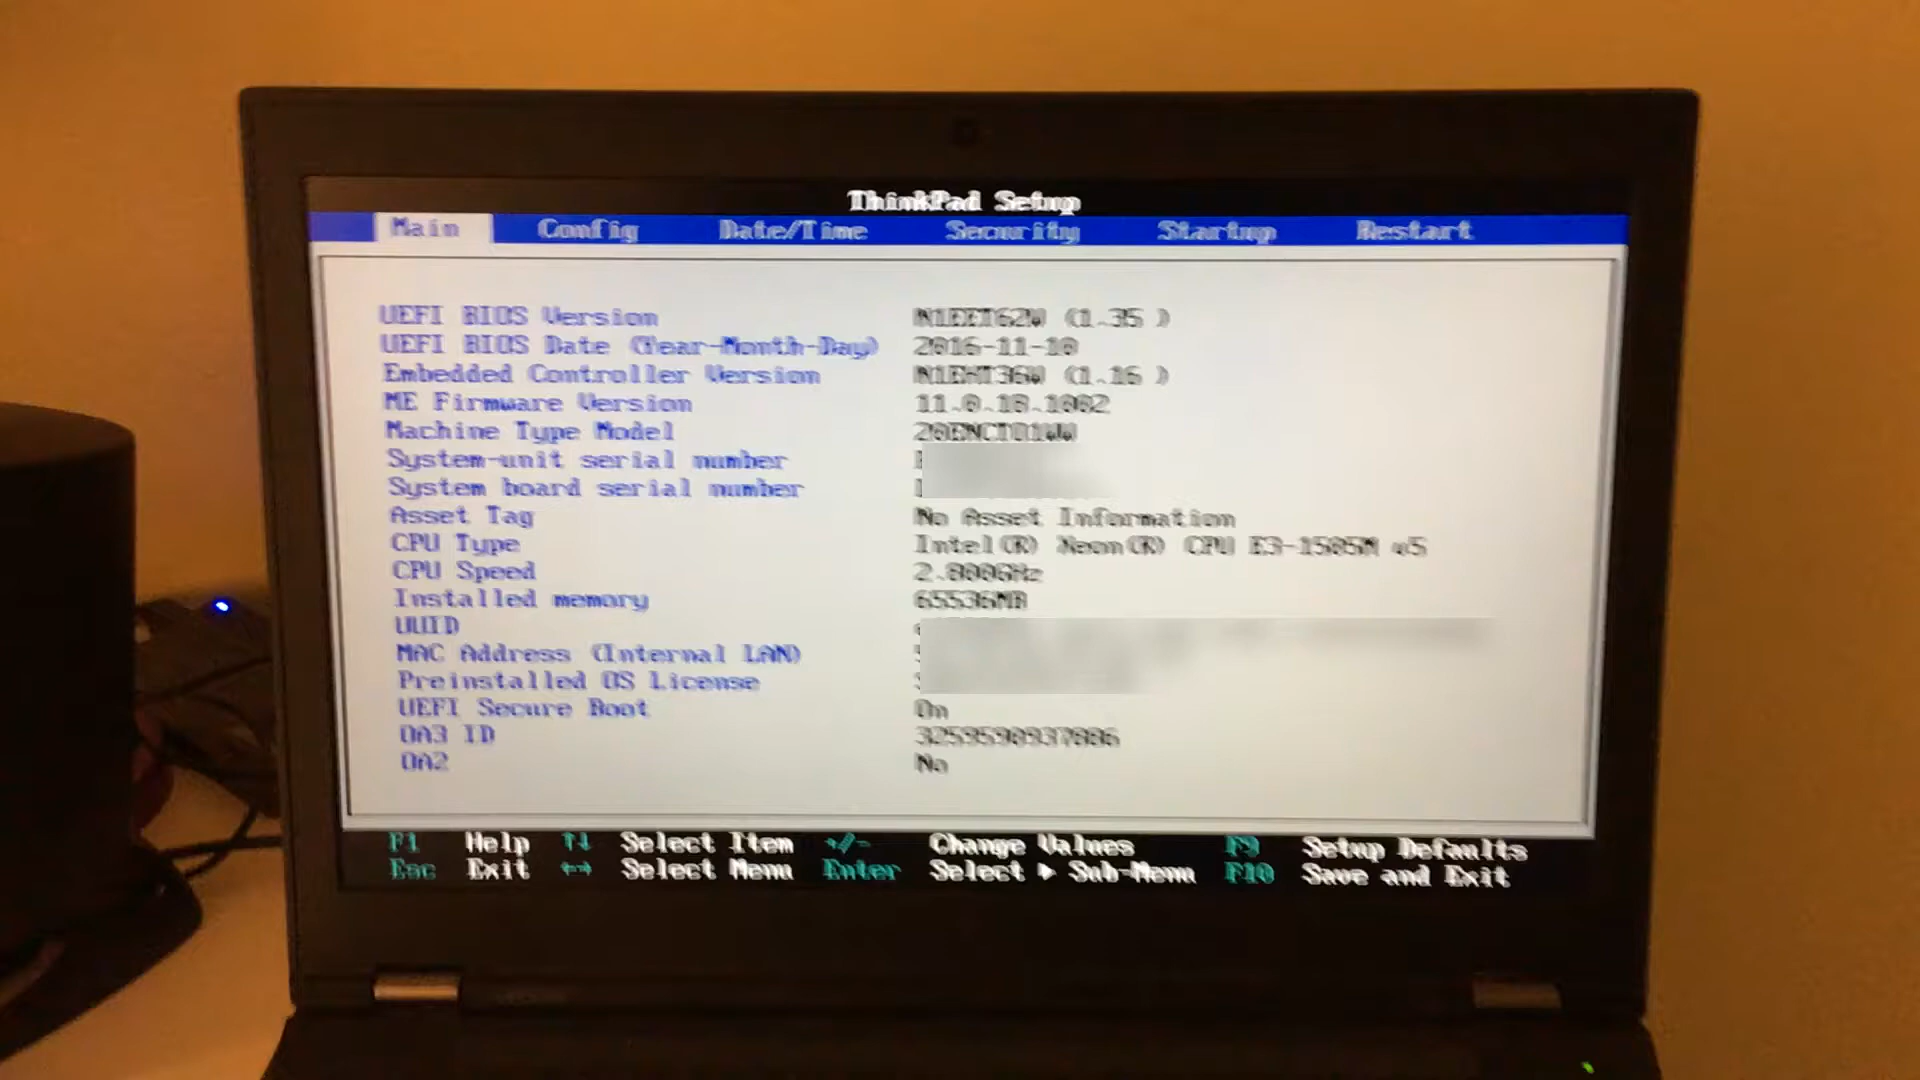 ThinkPad Setup
Main Config Date/Time Security Startup Restart
UEFI BIOS Version N1EET62W (1.35 )
UEFI BIOS Date (Year-Month-Day) 2016-11-10
Embedded Controller Version N1EHT36W (1.16 )
ME Firmware Version 11.0.18.1002
Machine Type Model 20ENCTO1WW
System-unit serial number
System board serial number
Asset Tag No Asset Information
CPU Type Intel(R) Xeon(R) CPU E3-1505M v5
CPU Speed 2.800GHz
Installed memory 65536MB
UUID
MAC Address (Internal LAN)
Preinstalled OS License
UEFI Secure Boot On
OA3 ID
OA2 No
F1 Help ↑↓ Select Item +/- Change Values F9 Setup Defaults
Esc Exit ↔ Select Menu Enter Select ▶ Sub-Menu F10 Save and Exit